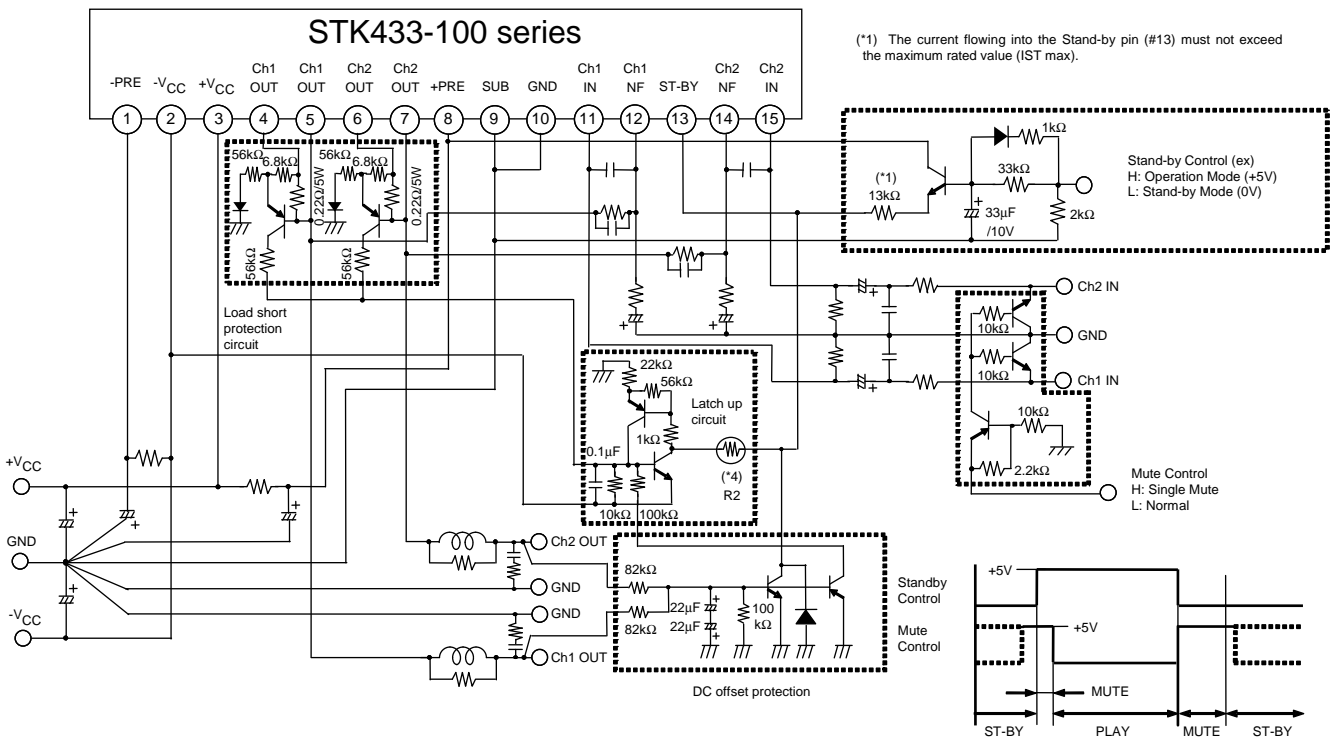 STK433-100 series
(*1) The current flowing into the Stand-by pin (#13) must not exceed
the maximum rated value (IST max).
-PRE -VCC +VCC Ch1 OUT Ch1 OUT Ch2 OUT Ch2 OUT +PRE SUB GND Ch1 IN Ch1 NF ST-BY Ch2 NF Ch2 IN
1 2 3 4 5 6 7 8 9 10 11 12 13 14 15
56kΩ
6.8kΩ
0.22Ω/5W
56kΩ
56kΩ
6.8kΩ
0.22Ω/5W
56kΩ
Load short
protection
circuit
1kΩ
33kΩ
(*1)
13kΩ
+
33μF
/10V
2kΩ
Stand-by Control (ex)
H: Operation Mode (+5V)
L: Stand-by Mode (0V)
+
+
+
+
Ch2 IN
GND
Ch1 IN
10kΩ
10kΩ
10kΩ
2.2kΩ
Mute Control
H: Single Mute
L: Normal
22kΩ
56kΩ
Latch up
circuit
1kΩ
0.1μF
(*4)
R2
10kΩ
100kΩ
+VCC
GND
-VCC
+
+
+
+
Ch2 OUT
GND
GND
Ch1 OUT
82kΩ
82kΩ
22μF
+
22μF
+
100
kΩ
DC offset protection
Standby
Control
Mute
Control
+5V
+5V
MUTE
ST-BY PLAY MUTE ST-BY